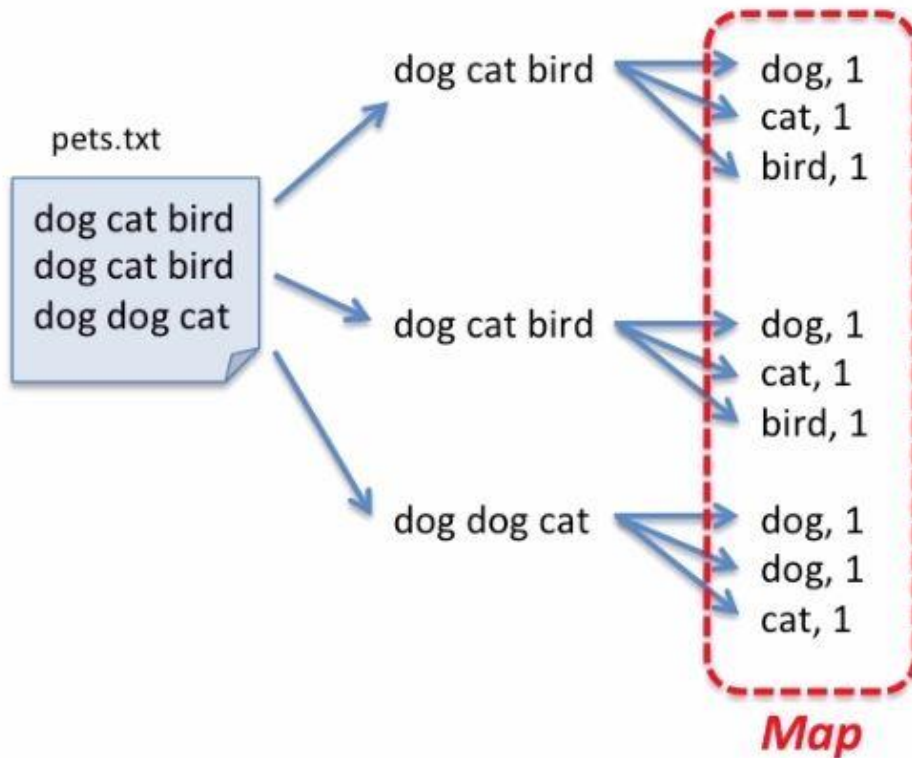 pets.txt
dog cat bird
dog cat bird
dog dog cat
dog cat bird
dog, 1
cat, 1
bird, 1
dog cat bird
dog, 1
cat, 1
bird, 1
dog dog cat
dog, 1
dog, 1
cat, 1
Map